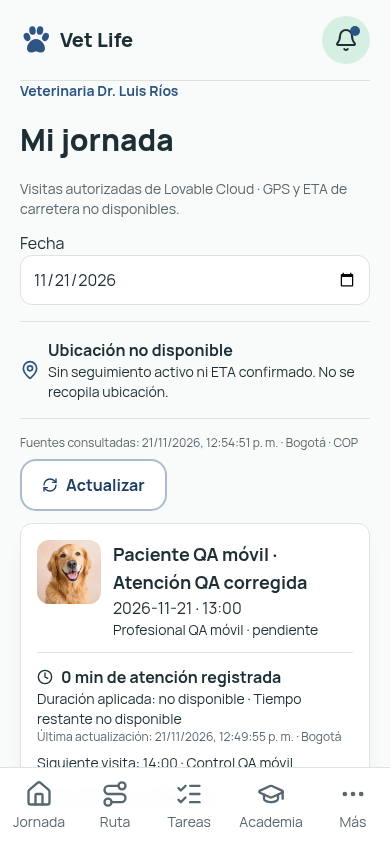 Vet Life
Veterinaria Dr. Luis Ríos
Mi jornada
Visitas autorizadas de Lovable Cloud · GPS y ETA de
carretera no disponibles.
Fecha
11/21/2026
Ubicación no disponible
Sin seguimiento activo ni ETA confirmado. No se
recopila ubicación.
Fuentes consultadas: 21/11/2026, 12:54:51 p. m. · Bogotá · COP
Actualizar
Paciente QA móvil ·
Atención QA corregida
2026-11-21 · 13:00
Profesional QA móvil · pendiente
0 min de atención registrada
Duración aplicada: no disponible · Tiempo
restante no disponible
Última actualización: 21/11/2026, 12:49:55 p. m. · Bogotá
Siguiente visita: 14:00 · Control QA móvil
Jornada
Ruta
Tareas
Academia
Más